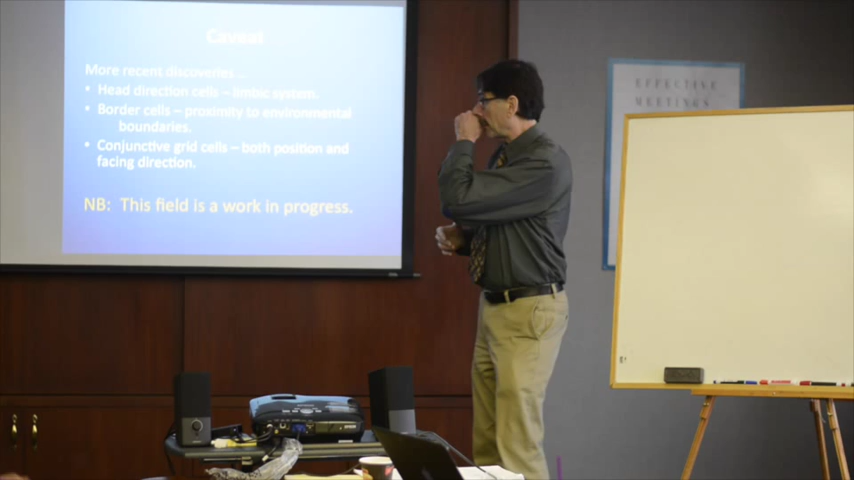 Caveat
More recent discoveries...
• Head direction cells – limbic system.
• Border cells – proximity to environmental
boundaries.
• Conjunctive grid cells – both position and
facing direction.
NB: This field is a work in progress.
EFFECTIVE
MEETINGS
EPSON